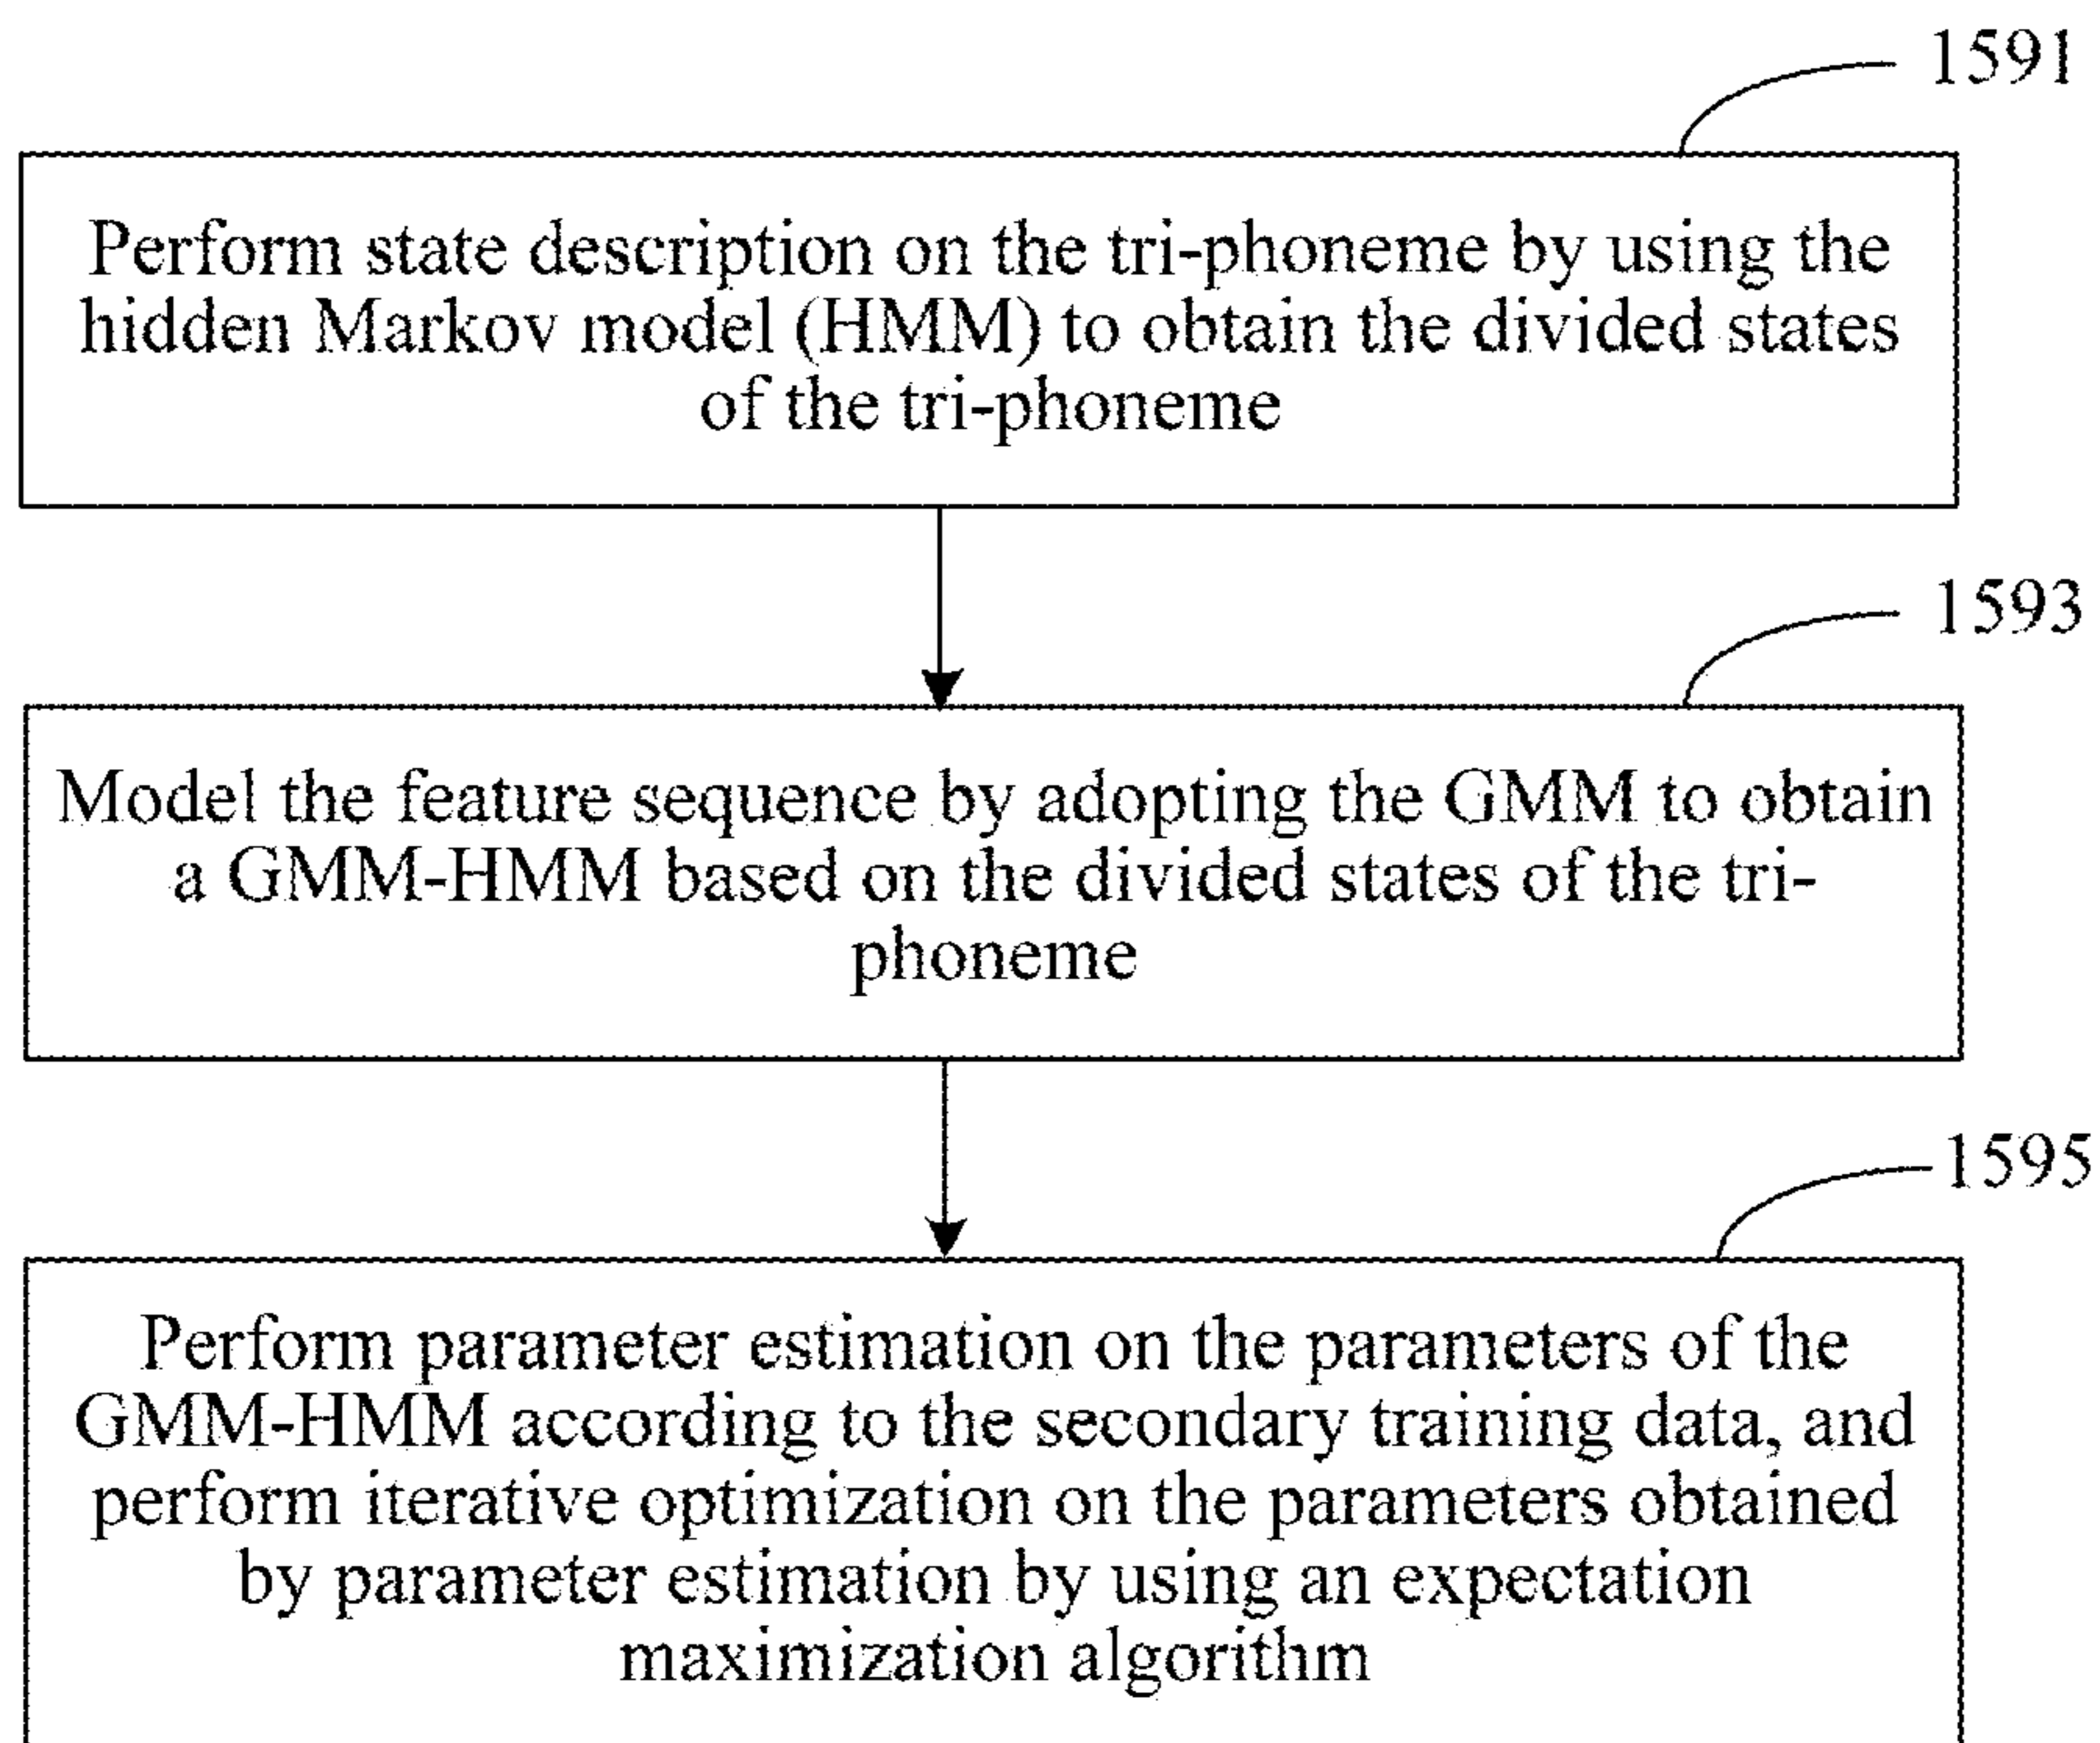 1591
Perform state description on the tri-phoneme by using the
hidden Markov model (HMM) to obtain the divided states
of the tri-phoneme
1593
Model the feature sequence by adopting the GMM to obtain
a GMM-HMM based on the divided states of the tri-
phoneme
1595
Perform parameter estimation on the parameters of the
GMM-HMM according to the secondary training data, and
perform iterative optimization on the parameters obtained
by parameter estimation by using an expectation
maximization algorithm